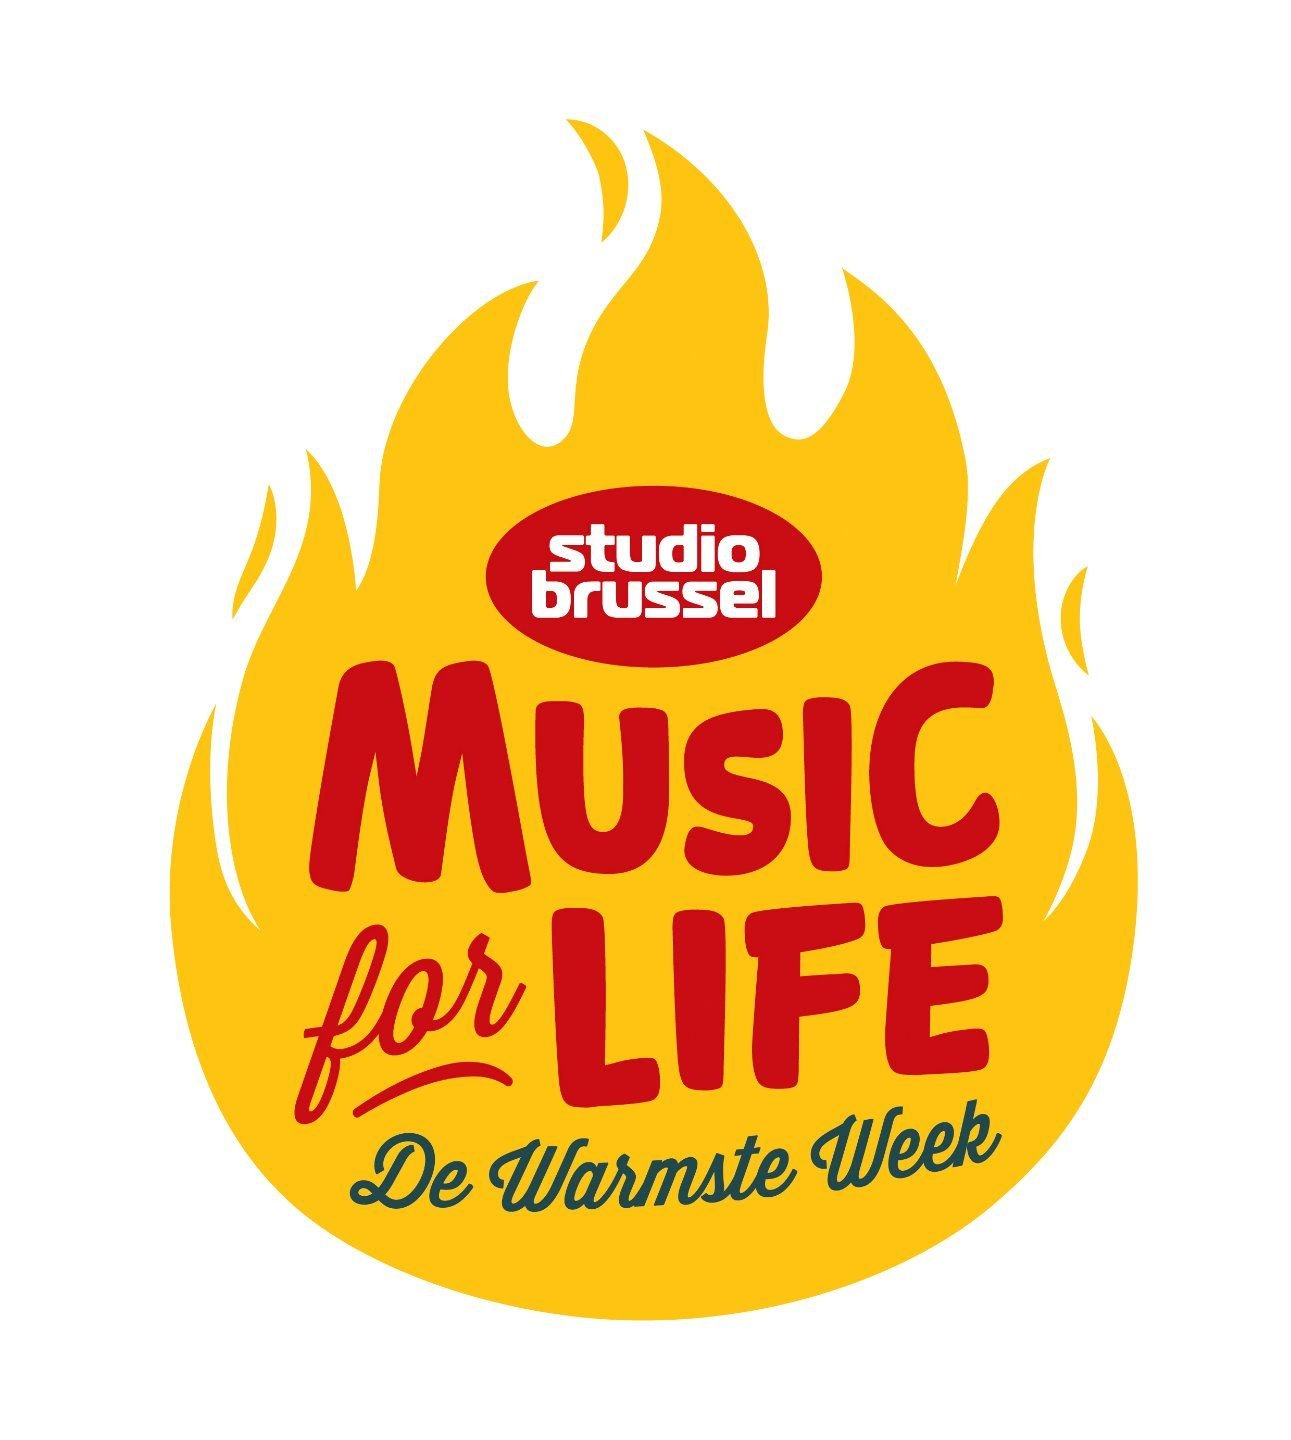 studio
brussel
MUSIC
for LIFE
De Warmste Week